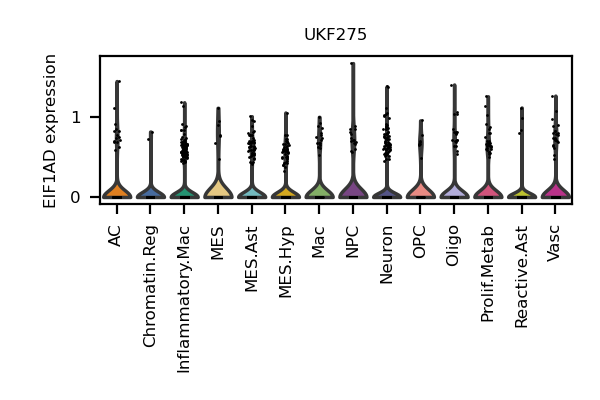 UKF275
EIF1AD expression
1
0
AC
Chromatin.Reg
Inflammatory.Mac
MES
MES.Ast
MES.Hyp
Mac
NPC
Neuron
OPC
Oligo
Prolif.Metab
Reactive.Ast
Vasc